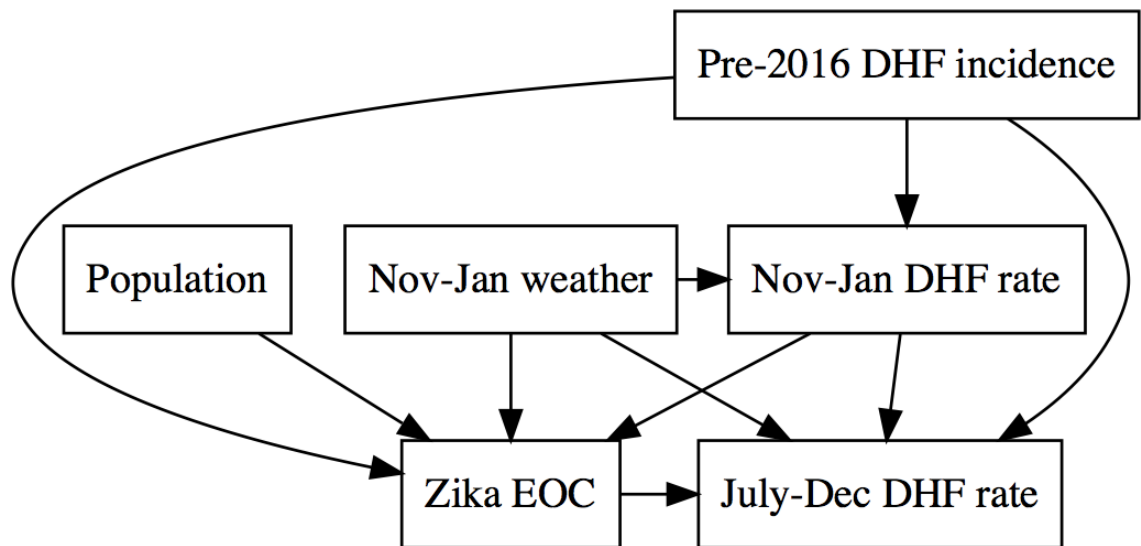 Pre-2016 DHF incidence
Population
Nov-Jan weather
Nov-Jan DHF rate
Zika EOC
July-Dec DHF rate